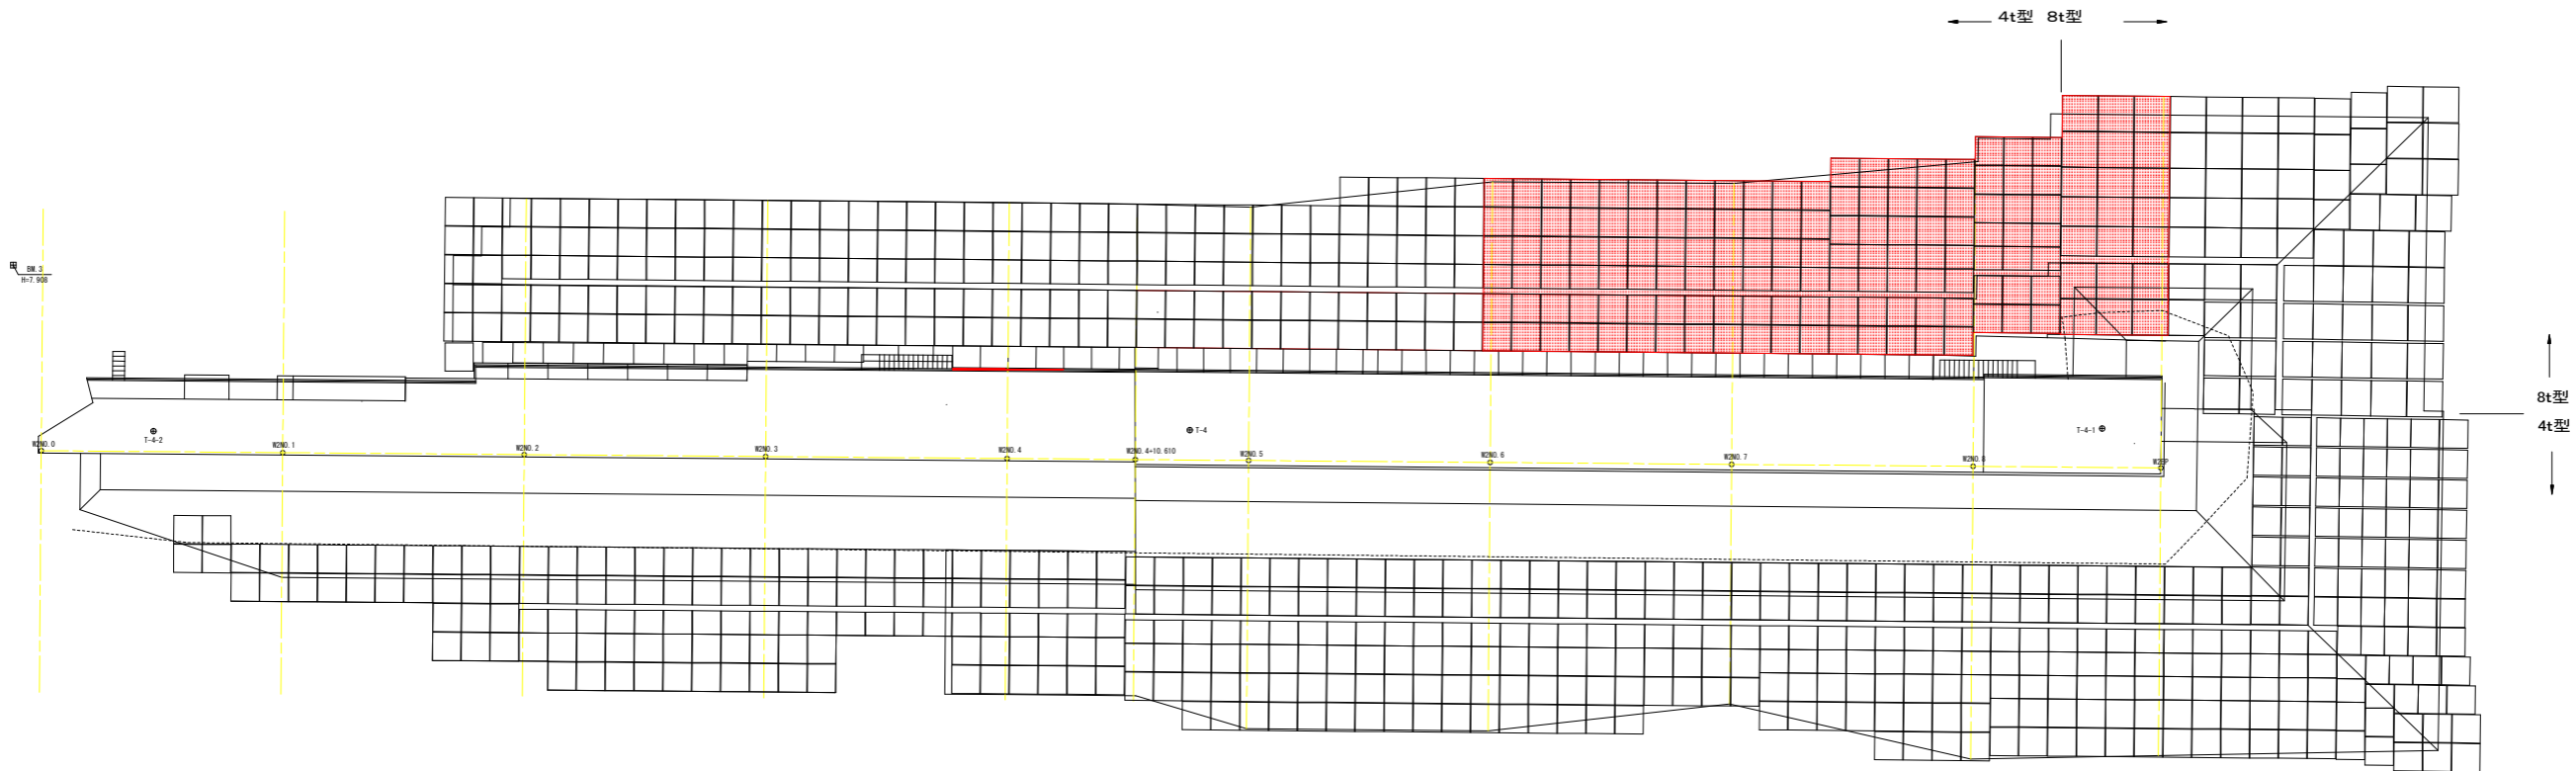 4t型 8t型
BM.3
H=7.908
8t型
4t型
T-4-2
T-4
T-4-1
W2NO.0
W2NO.1
W2NO.2
W2NO.3
W2NO.4
W2NO.4+10.610
W2NO.5
W2NO.6
W2NO.7
W2NO.8
W2EP